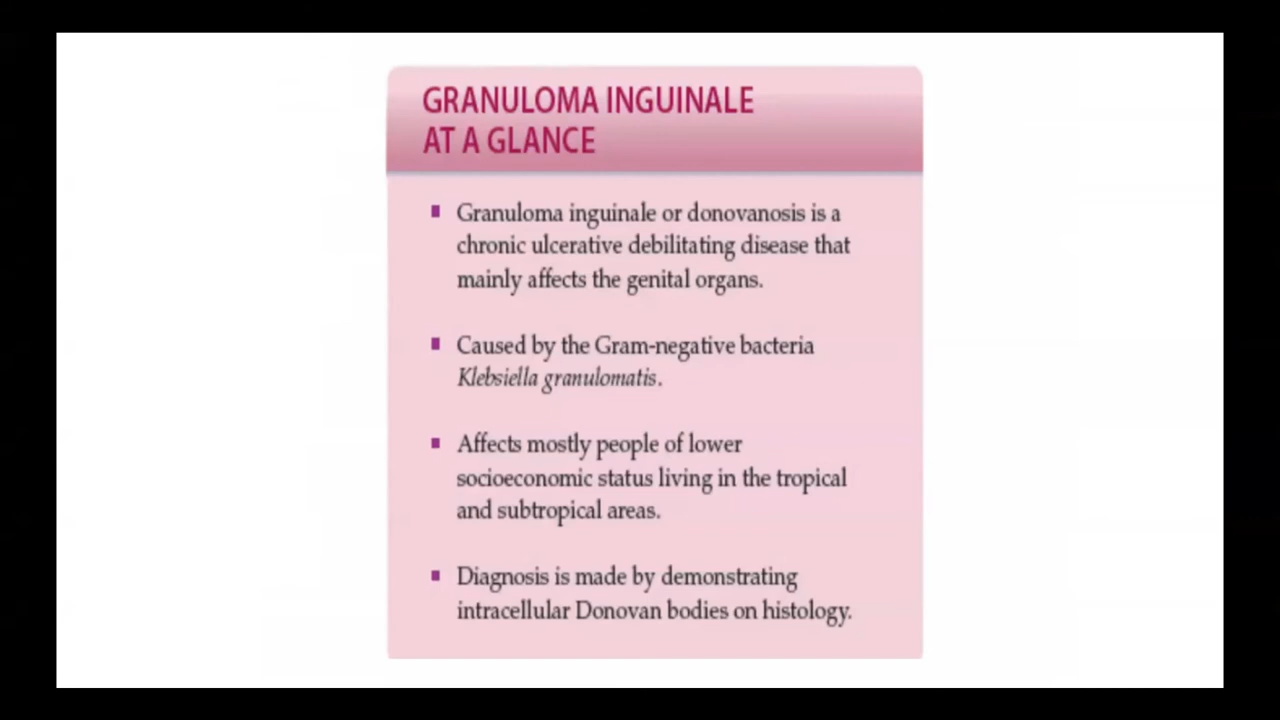 GRANULOMA INGUINALE
AT A GLANCE
▪ Granuloma inguinale or donovanosis is a
chronic ulcerative debilitating disease that
mainly affects the genital organs.
▪ Caused by the Gram-negative bacteria
Klebsiella granulomatis.
▪ Affects mostly people of lower
socioeconomic status living in the tropical
and subtropical areas.
▪ Diagnosis is made by demonstrating
intracellular Donovan bodies on histology.